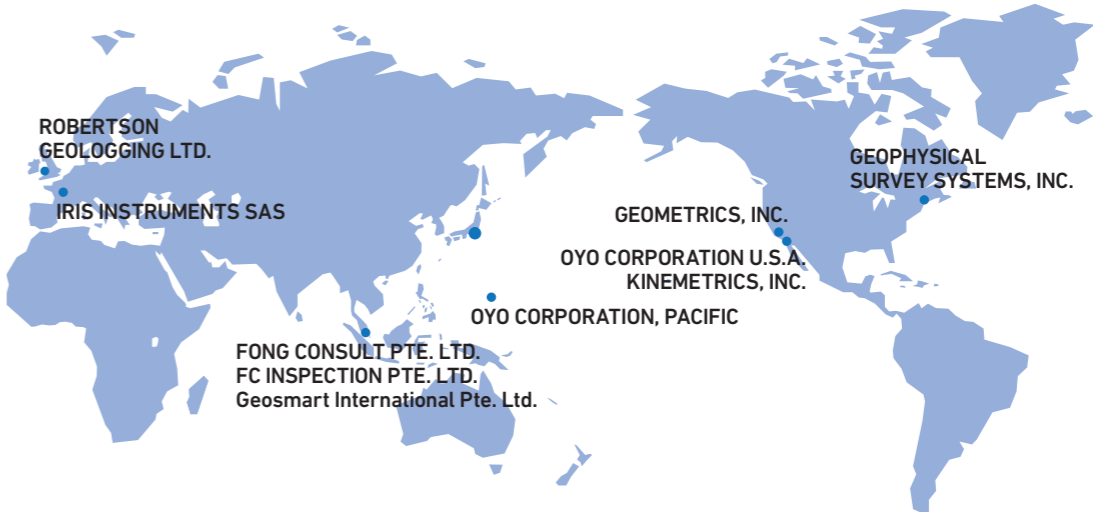 ROBERTSON
GEOLOGGING LTD.
IRIS INSTRUMENTS SAS
GEOPHYSICAL
SURVEY SYSTEMS, INC.
GEOMETRICS, INC.
OYO CORPORATION U.S.A.
KINEMETRICS, INC.
OYO CORPORATION, PACIFIC
FONG CONSULT PTE. LTD.
FC INSPECTION PTE. LTD.
Geosmart International Pte. Ltd.